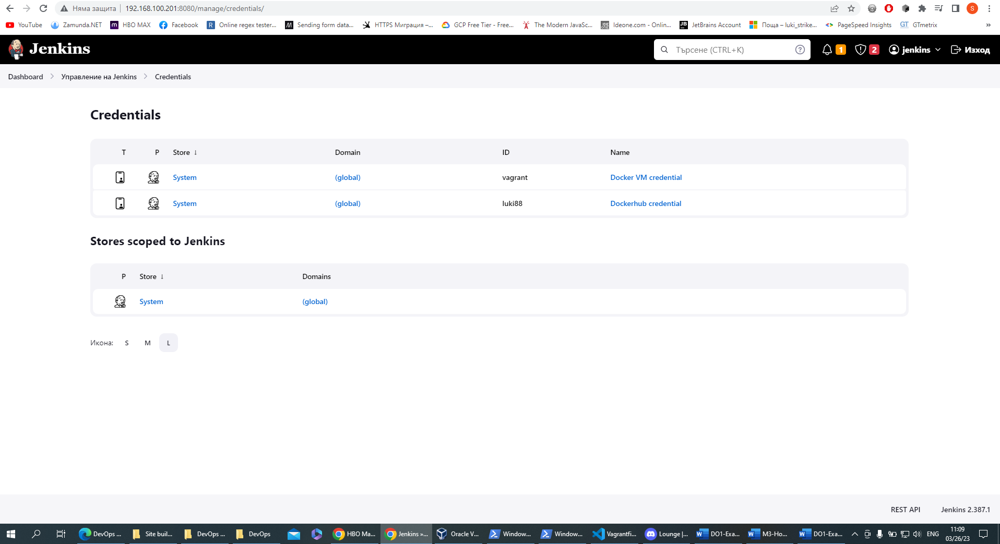 Няма защита 192.168.100.201:8080/manage/credentials/ S
YouTube Zamunda.NET HBO MAX Facebook Online regex tester... Sending form data... HTTPS Миграция –... GCP Free Tier - Free... The Modern JavaSc... Ideone.com - Onlin... JetBrains Account Поща – luki_strike... PageSpeed Insights GTmetrix »
Jenkins Търсене (CTRL+K) 1 2 jenkins Изход
Dashboard Управление на Jenkins Credentials
Credentials
T P Store ↓ Domain ID Name
System (global) vagrant Docker VM credential
System (global) luki88 Dockerhub credential
Stores scoped to Jenkins
P Store ↓ Domains
System (global)
Икона: S M L
REST API Jenkins 2.387.1
DevOps ... Site buil... DevOps ... DevOps HBO Ma... Jenkins »... Oracle V... Window... Window... Vagrantfi... Lounge |... DO1-Exa... M3-Ho... DO1-Exa... ENG
11:09
03/26/23